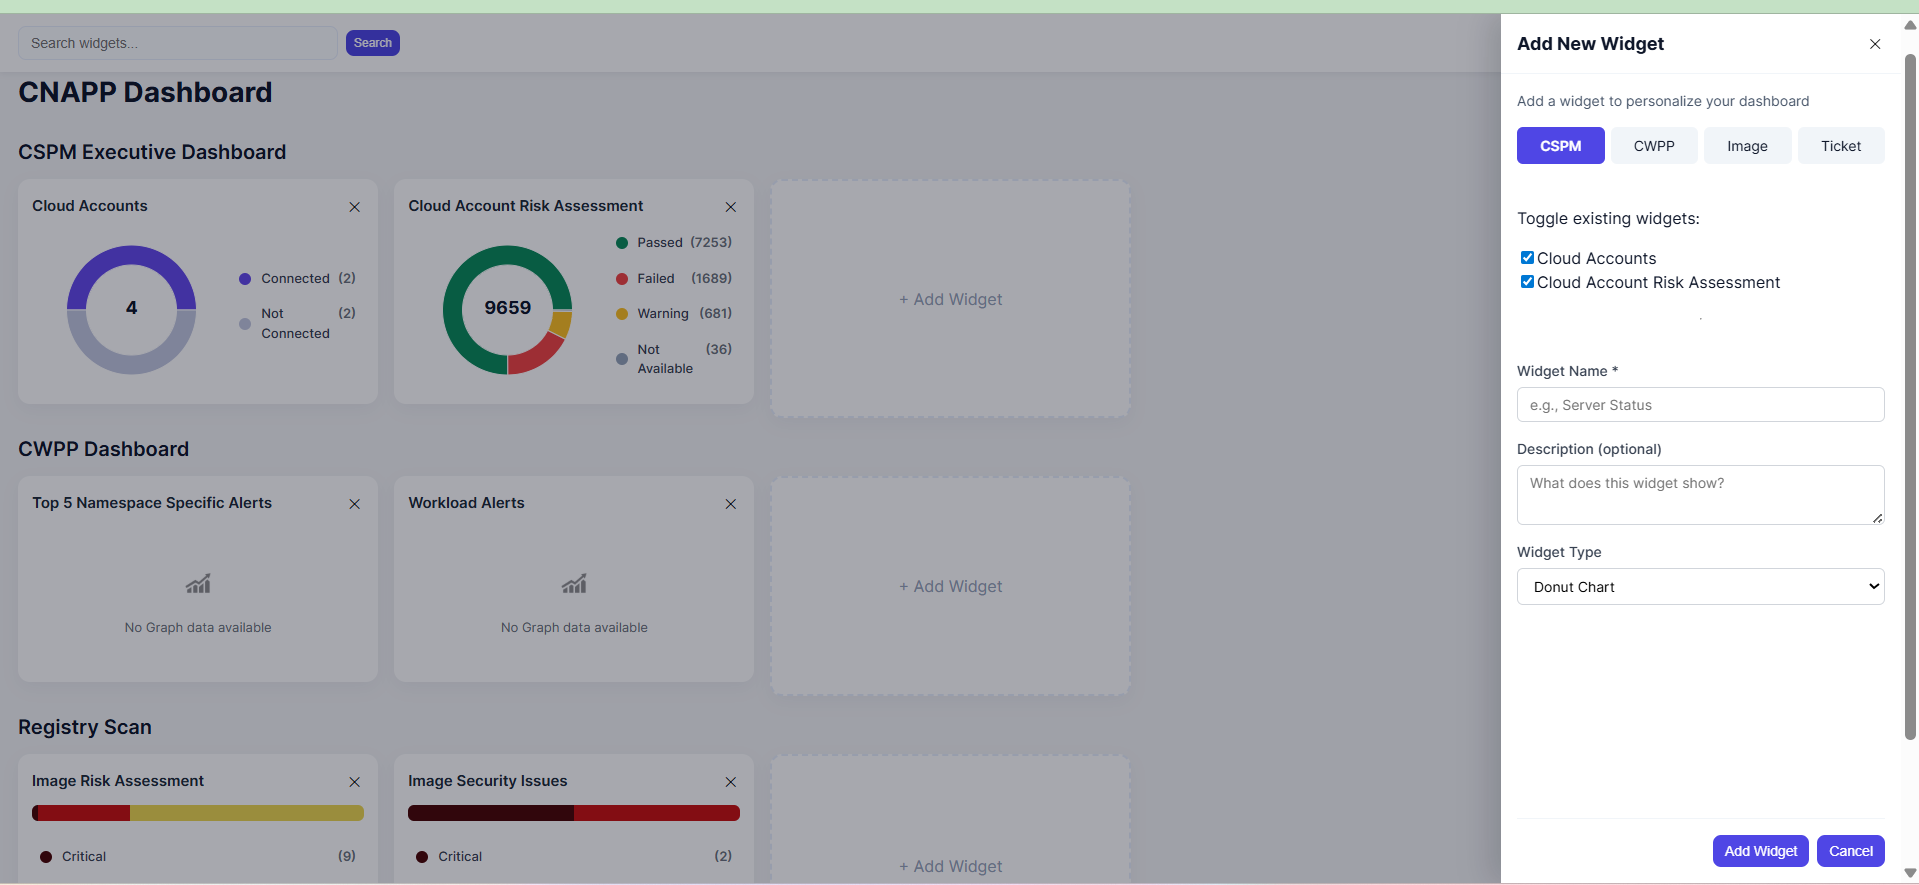 Search widgets...
Search
CNAPP Dashboard
CSPM Executive Dashboard
Cloud Accounts
4
Connected (2)
Not Connected (2)
Cloud Account Risk Assessment
9659
Passed (7253)
Failed (1689)
Warning (681)
Not Available (36)
+ Add Widget
CWPP Dashboard
Top 5 Namespace Specific Alerts
No Graph data available
Workload Alerts
No Graph data available
+ Add Widget
Registry Scan
Image Risk Assessment
Critical (9)
Image Security Issues
Critical (2)
+ Add Widget
Add New Widget
Add a widget to personalize your dashboard
CSPM
CWPP
Image
Ticket
Toggle existing widgets:
Cloud Accounts
Cloud Account Risk Assessment
Widget Name *
e.g., Server Status
Description (optional)
What does this widget show?
Widget Type
Donut Chart
Add Widget
Cancel